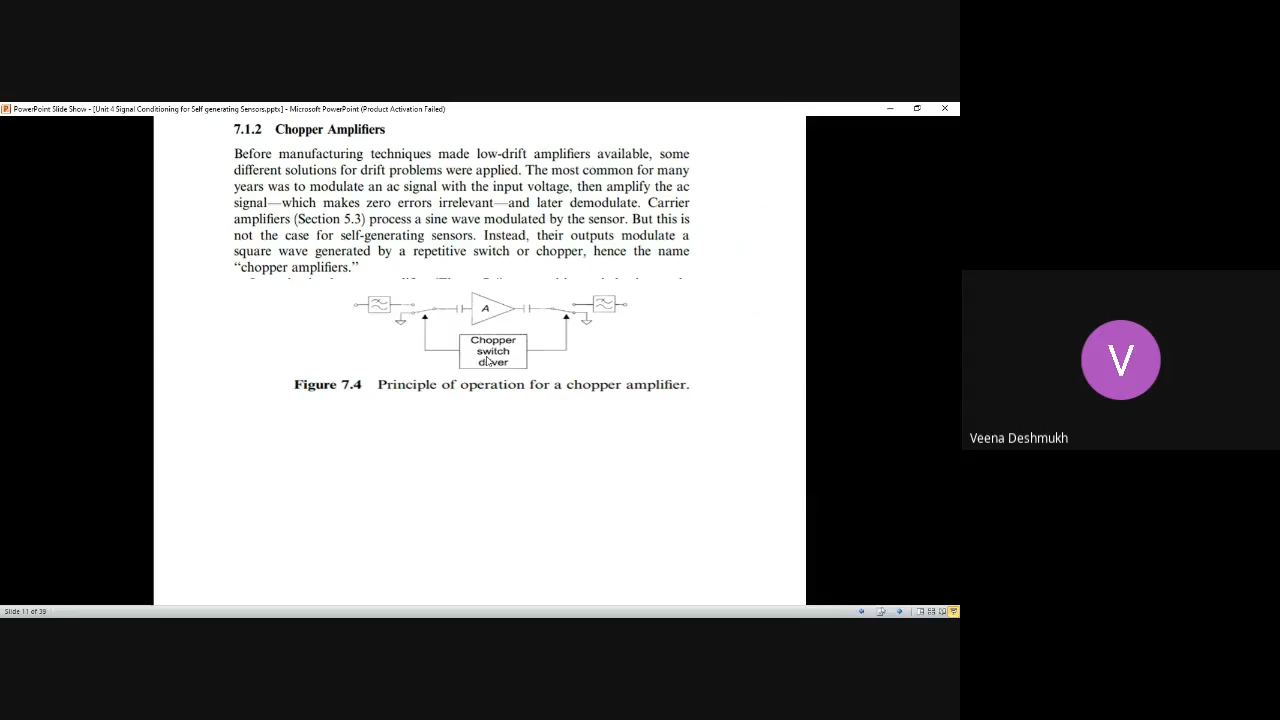 PowerPoint Slide Show - [Unit 4 Signal Conditioning for Self generating Sensors.pptx] - Microsoft PowerPoint (Product Activation Failed)
7.1.2 Chopper Amplifiers
Before manufacturing techniques made low-drift amplifiers available, some
different solutions for drift problems were applied. The most common for many
years was to modulate an ac signal with the input voltage, then amplify the ac
signal—which makes zero errors irrelevant—and later demodulate. Carrier
amplifiers (Section 5.3) process a sine wave modulated by the sensor. But this is
not the case for self-generating sensors. Instead, their outputs modulate a
square wave generated by a repetitive switch or chopper, hence the name
“chopper amplifiers.”
A
Chopper
switch
driver
Figure 7.4 Principle of operation for a chopper amplifier.
V
Veena Deshmukh
Slide 11 of 39